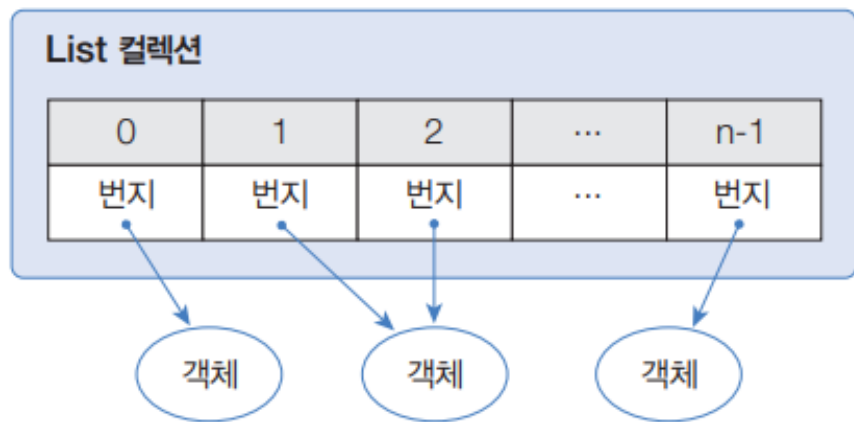 List 컬렉션
0 1 2 ... n-1
번지 번지 번지 ... 번지
객체 객체 객체